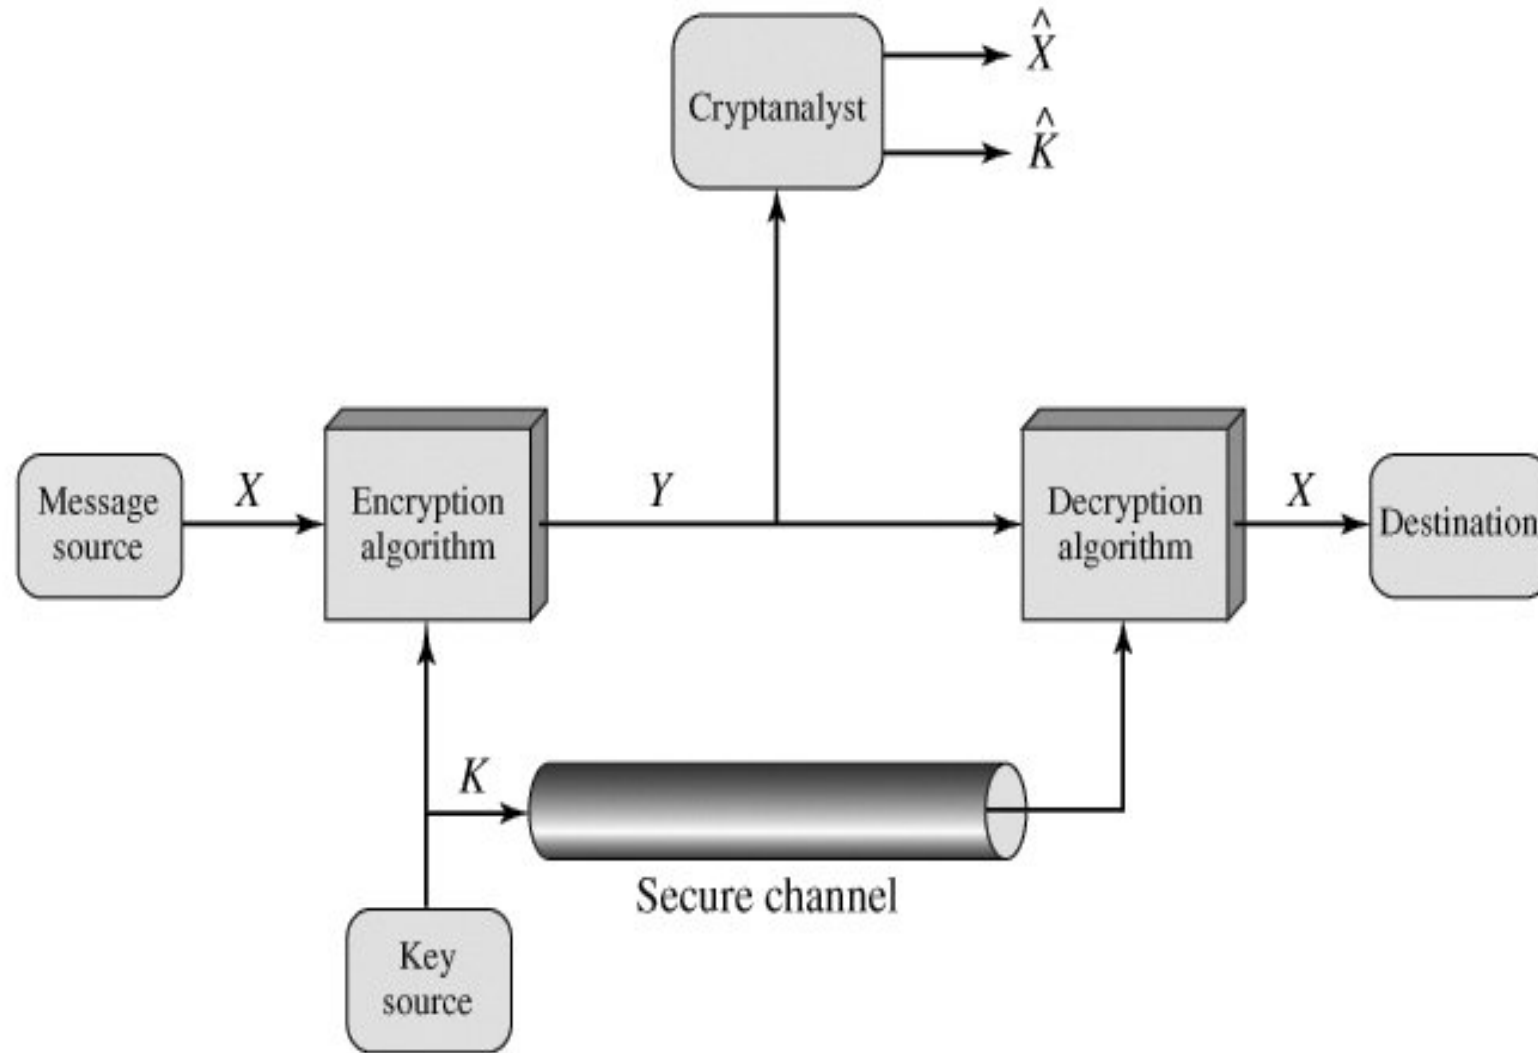 X̂
Cryptanalyst
K̂
Message
source
X
Encryption
algorithm
Y
Decryption
algorithm
X
Destination
K
Secure channel
Key
source